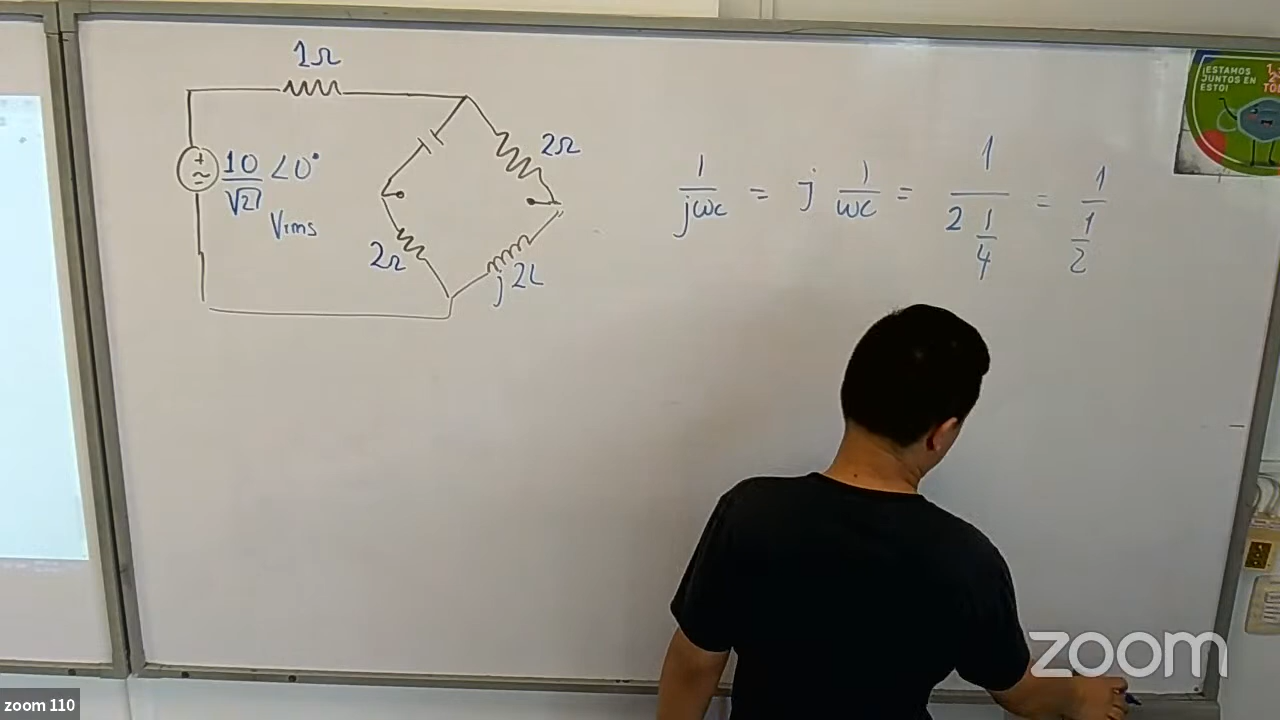 1Ω
10/√2 ∠0°
Vrms
2Ω
2Ω
j2Ω
1/jωc = j 1/ωc = 1/(2 1/4) = 1/(1/2)
¡ESTAMOS
JUNTOS EN
ESTO!
zoom
zoom 110